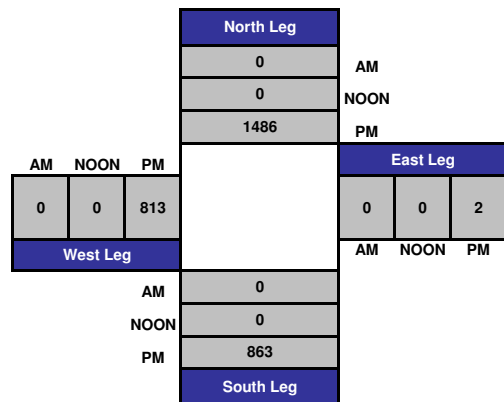 North Leg
0 AM
0 NOON
1486 PM
AM NOON PM
East Leg
0 0 813
0 0 2
West Leg
AM NOON PM
AM 0
NOON 0
PM 863
South Leg